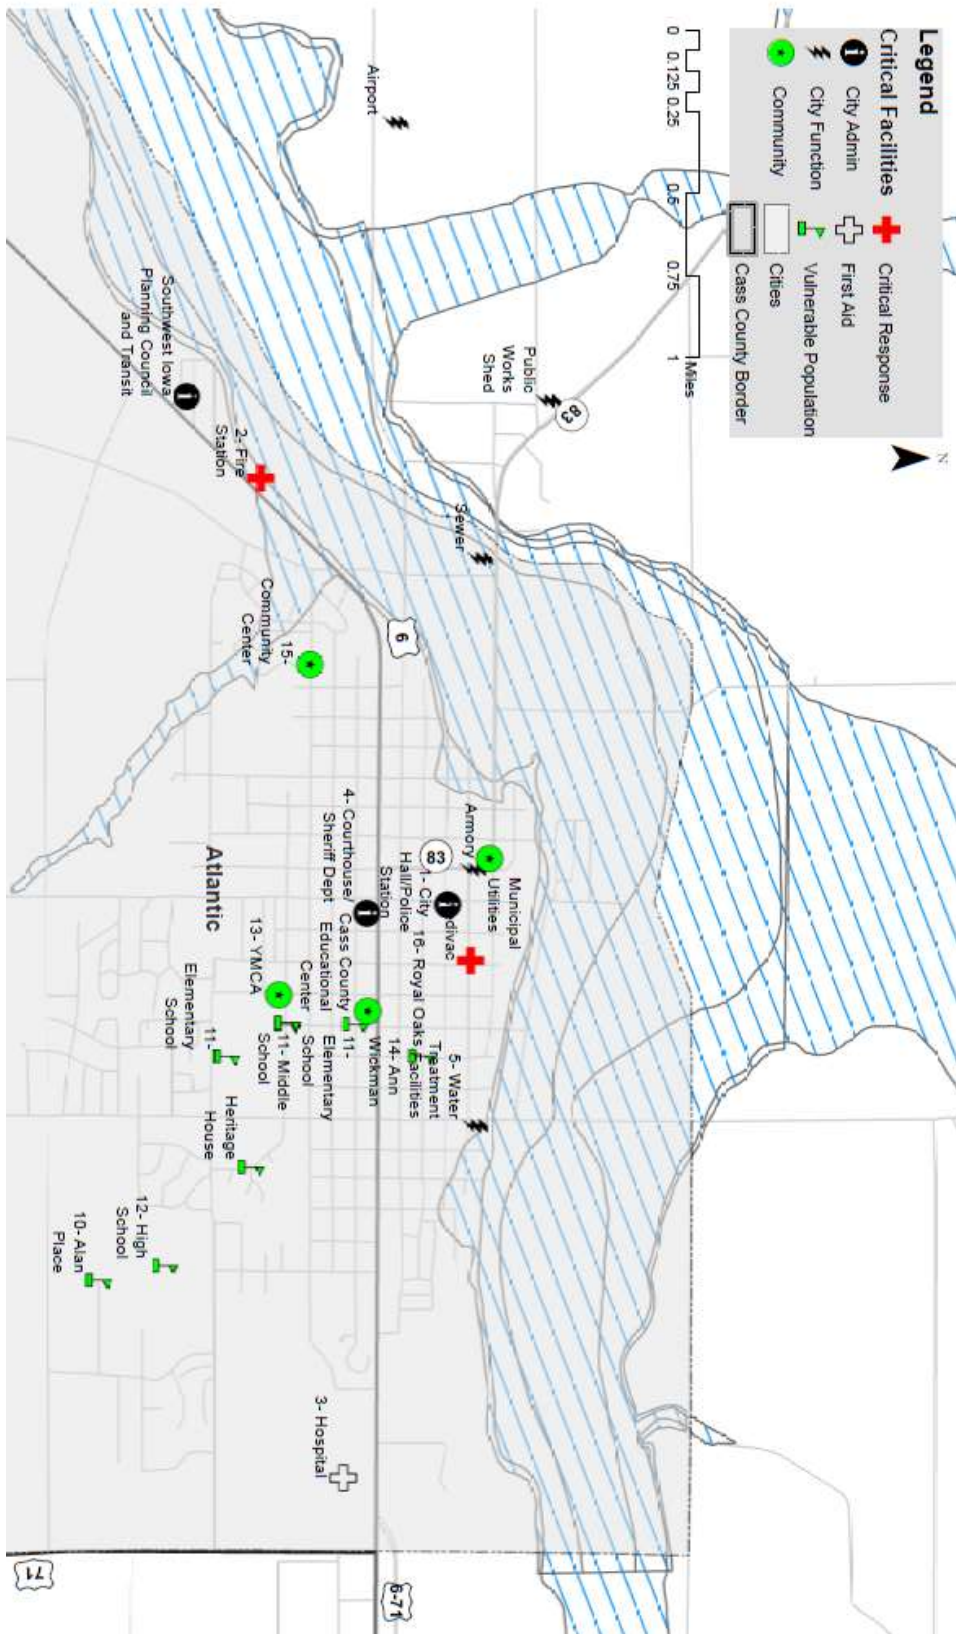 Legend
Critical Facilities
City Admin
City Function
Community
Critical Response
First Aid
Vulnerable Population
Cities
Cass County Border
N
0 0.125 0.25 0.5 0.75 1
Miles
Airport
Public
Works
Shed
83
Sewer
Southwest Iowa
Planning Council
and Transit
2- Fire
Station
15-
Community
Center
6
Municipal
Utilities
Armory
83
1- City
Hall/Police
Station
4- Courthouse/
Sheriff Dept
Cass County
Educational
Center
16- Royal Oaks
5- Water
Treatment
Facilities
14- Ann
Wickman
11-
Elementary
School
11- Middle
School
13- YMCA
Atlantic
11-
Elementary
School
Heritage
House
12- High
School
10- Alan
Place
3- Hospital
6-71
71